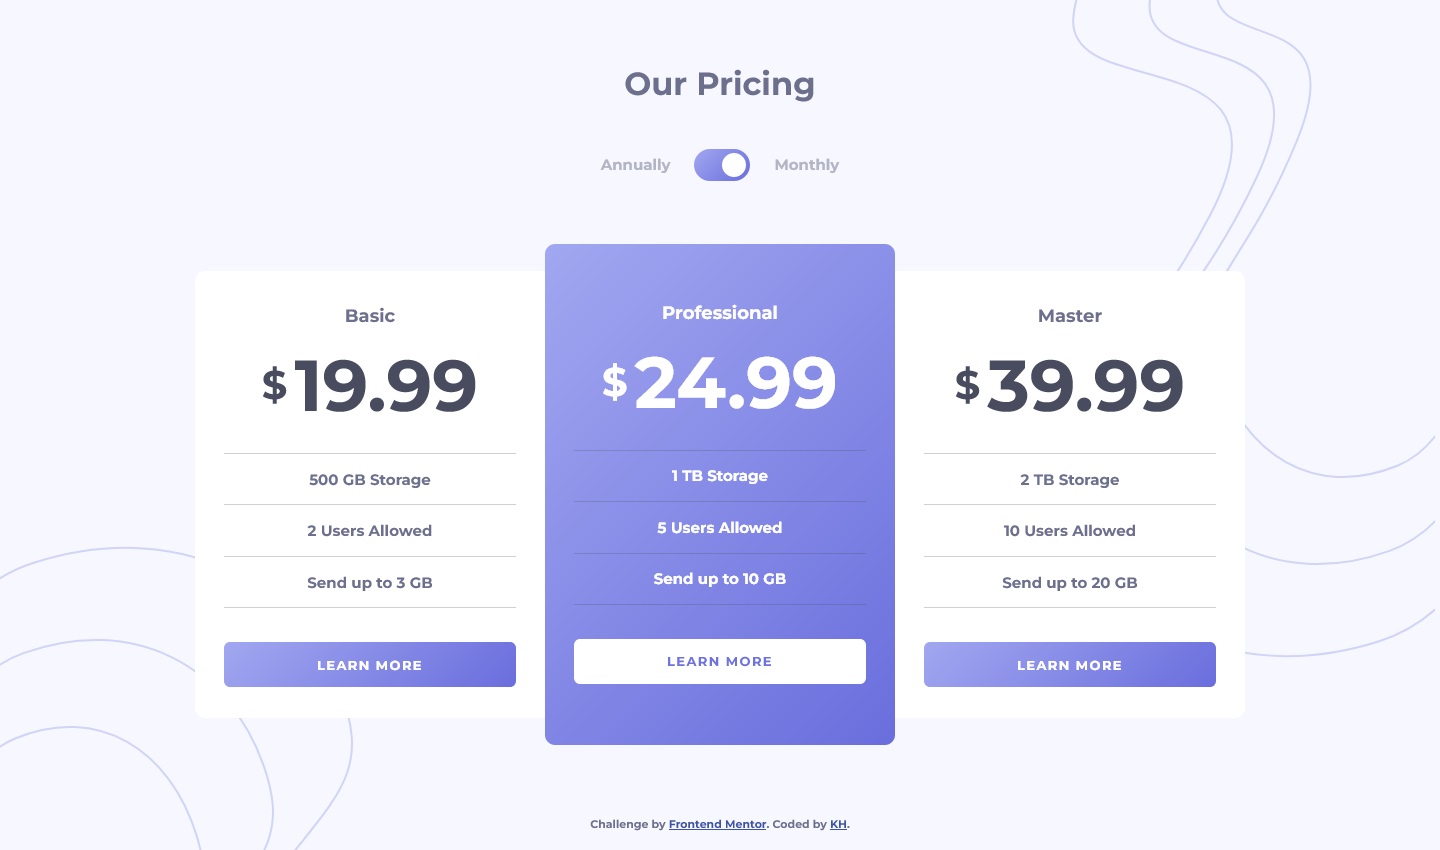 Our Pricing
Annually
Monthly
Basic
$19.99
500 GB Storage
2 Users Allowed
Send up to 3 GB
LEARN MORE
Professional
$24.99
1 TB Storage
5 Users Allowed
Send up to 10 GB
LEARN MORE
Master
$39.99
2 TB Storage
10 Users Allowed
Send up to 20 GB
LEARN MORE
Challenge by Frontend Mentor. Coded by KH.